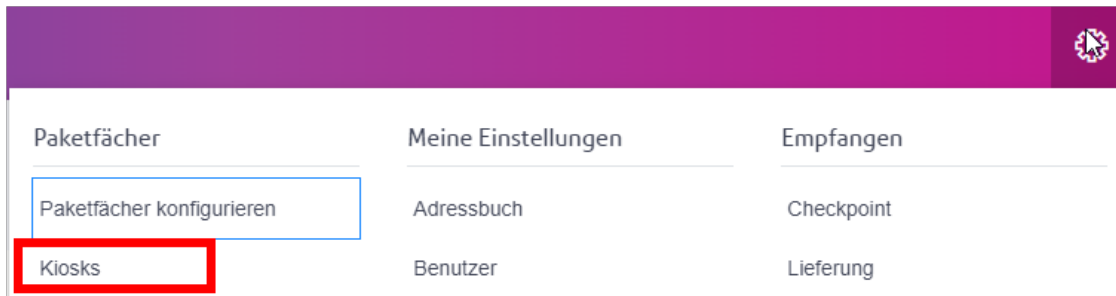 Paketfächer
Meine Einstellungen
Empfangen
Paketfächer konfigurieren
Adressbuch
Checkpoint
Kiosks
Benutzer
Lieferung